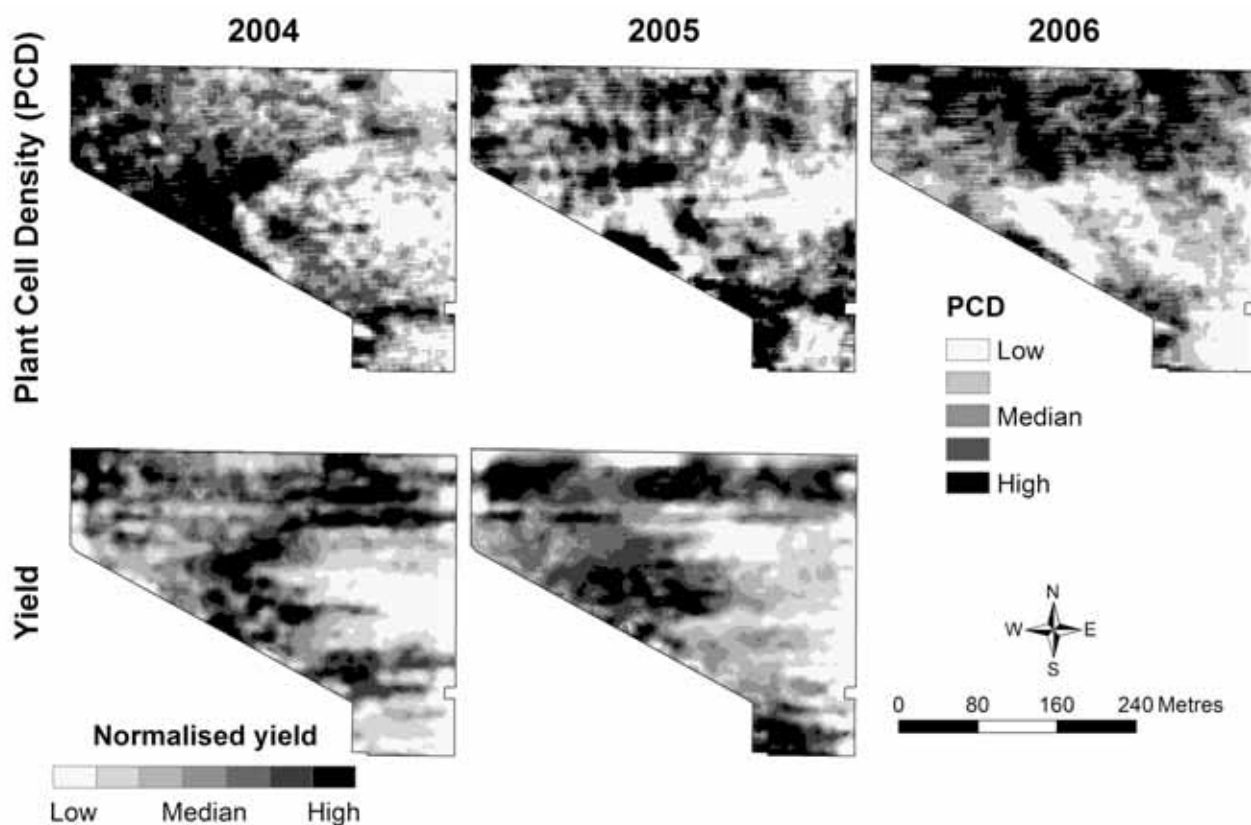 2004
2005
2006
Plant Cell Density (PCD)
PCD
Low
Median
High
Yield
N
W E
S
0 80 160 240 Metres
Normalised yield
Low Median High